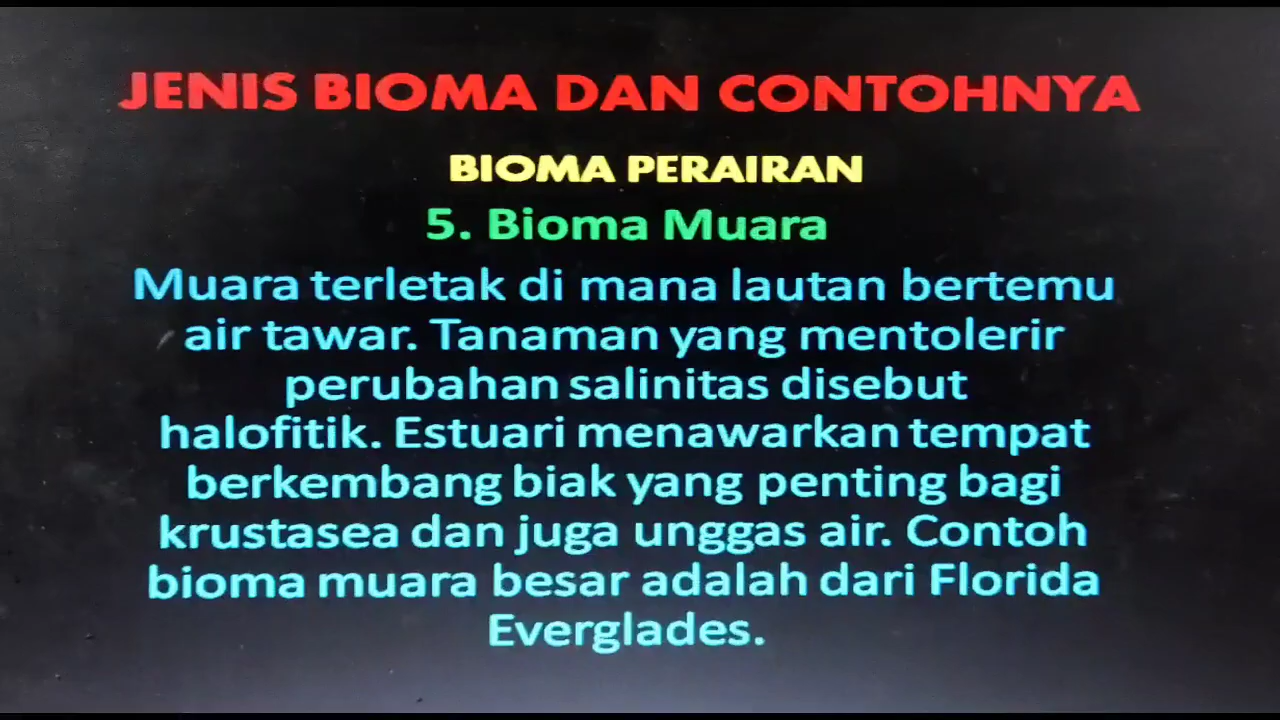 JENIS BIOMA DAN CONTOHNYA
BIOMA PERAIRAN
5. Bioma Muara
Muara terletak di mana lautan bertemu
air tawar. Tanaman yang mentolerir
perubahan salinitas disebut
halofitik. Estuari menawarkan tempat
berkembang biak yang penting bagi
krustasea dan juga unggas air. Contoh
bioma muara besar adalah dari Florida
Everglades.